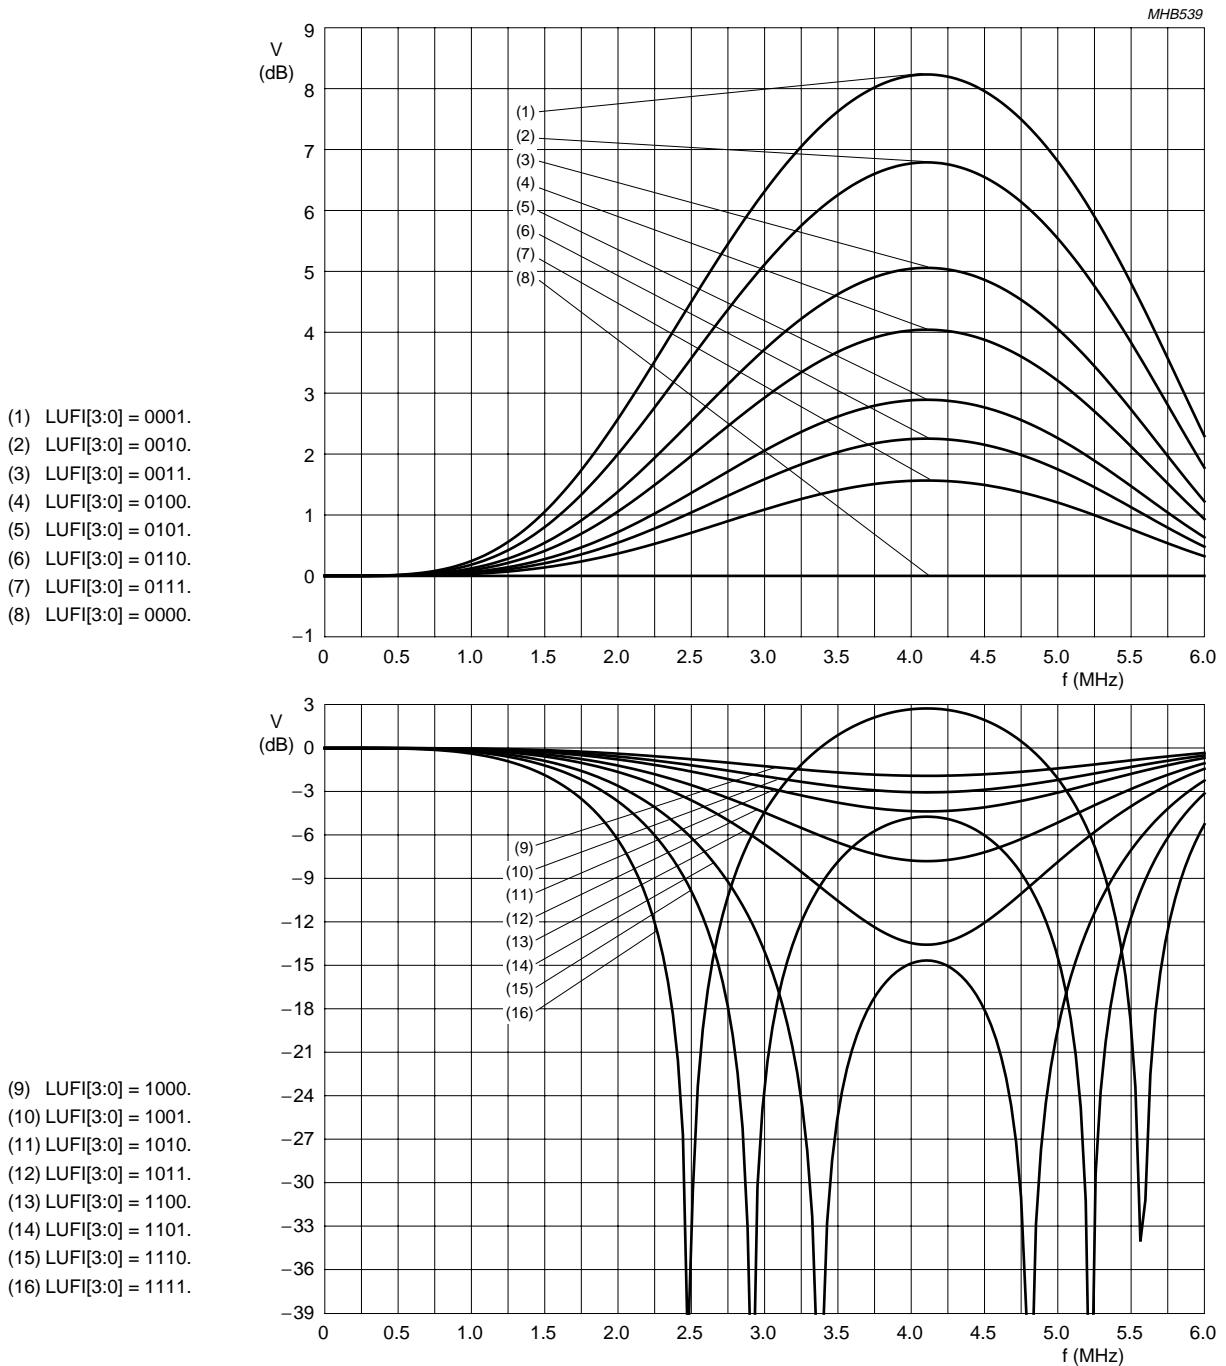 MHB539
V
(dB)
9
8
7
6
5
4
3
2
1
0
−1
(1)
(2)
(3)
(4)
(5)
(6)
(7)
(8)
(1) LUFI[3:0] = 0001.
(2) LUFI[3:0] = 0010.
(3) LUFI[3:0] = 0011.
(4) LUFI[3:0] = 0100.
(5) LUFI[3:0] = 0101.
(6) LUFI[3:0] = 0110.
(7) LUFI[3:0] = 0111.
(8) LUFI[3:0] = 0000.
0 0.5 1.0 1.5 2.0 2.5 3.0 3.5 4.0 4.5 5.0 5.5 6.0
f (MHz)
V
(dB)
3
0
−3
−6
−9
−12
−15
−18
−21
−24
−27
−30
−33
−36
−39
(9)
(10)
(11)
(12)
(13)
(14)
(15)
(16)
(9) LUFI[3:0] = 1000.
(10) LUFI[3:0] = 1001.
(11) LUFI[3:0] = 1010.
(12) LUFI[3:0] = 1011.
(13) LUFI[3:0] = 1100.
(14) LUFI[3:0] = 1101.
(15) LUFI[3:0] = 1110.
(16) LUFI[3:0] = 1111.
0 0.5 1.0 1.5 2.0 2.5 3.0 3.5 4.0 4.5 5.0 5.5 6.0
f (MHz)